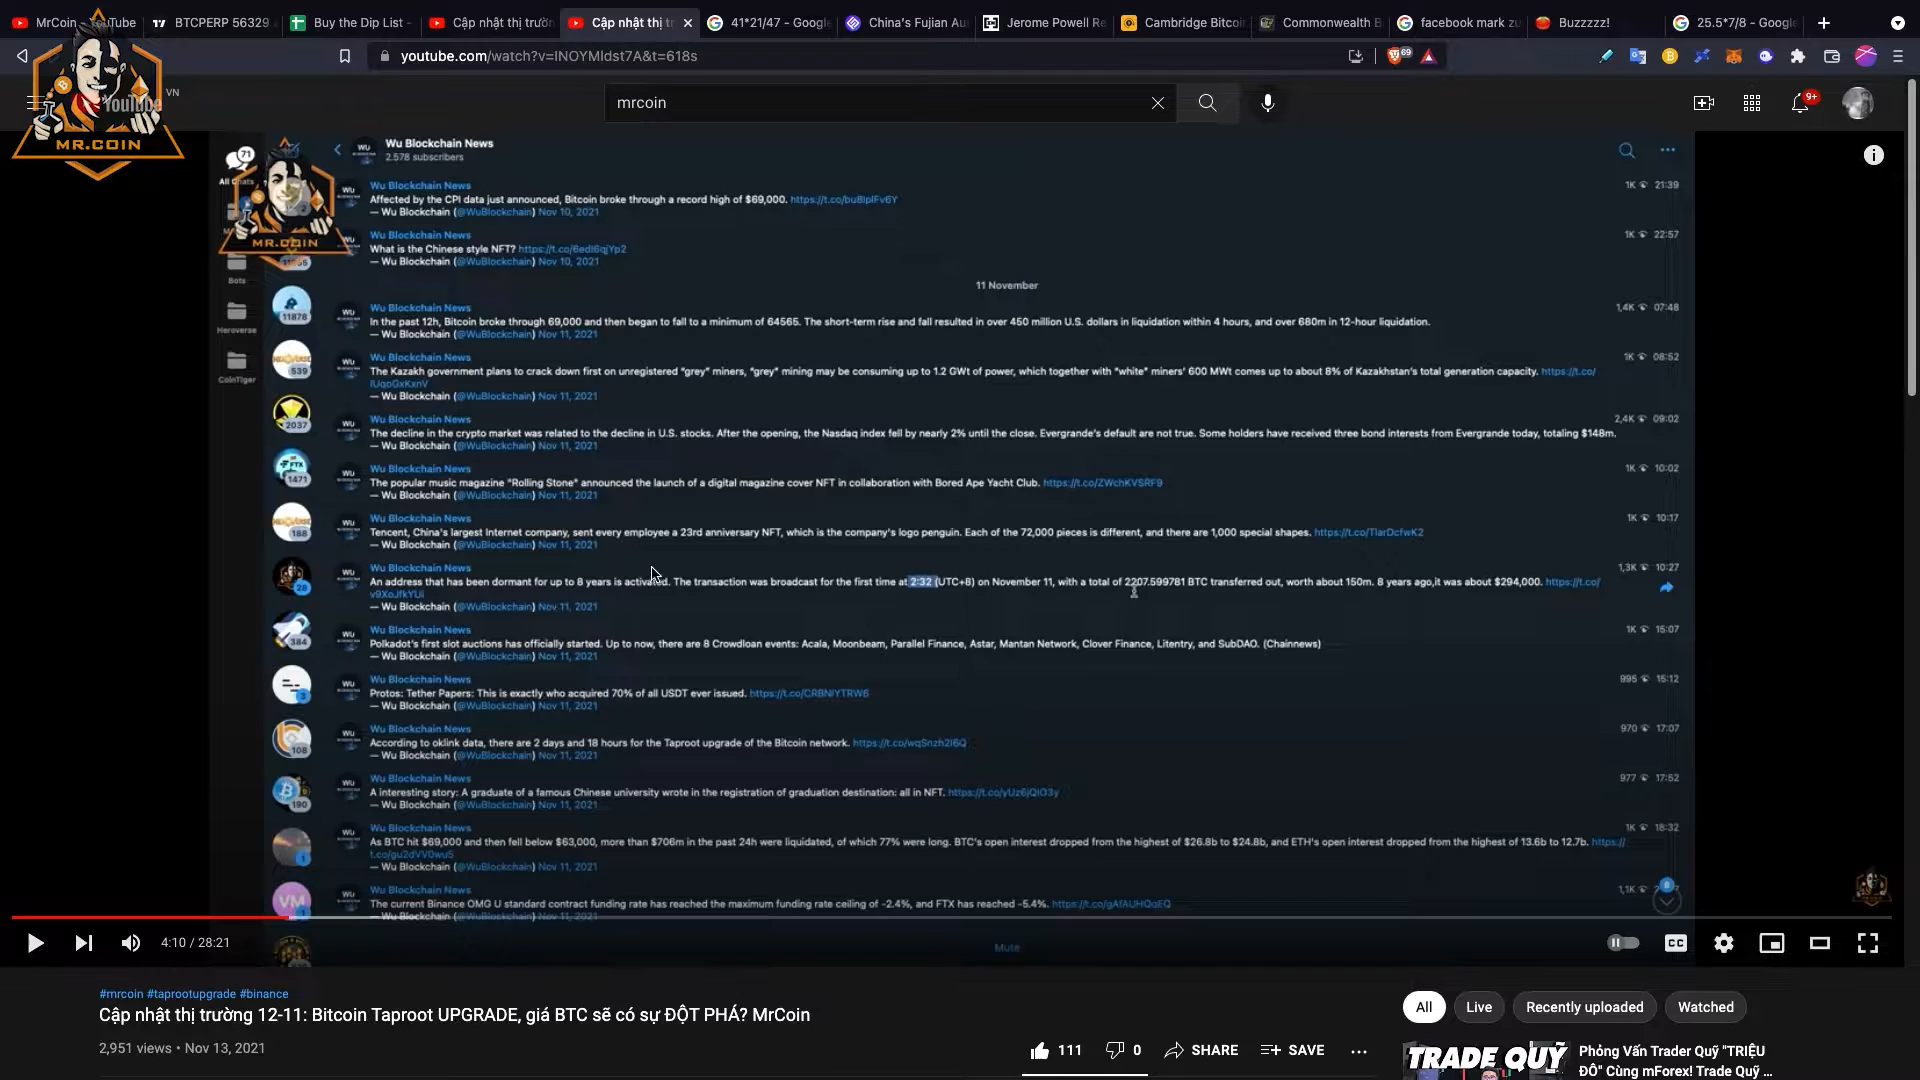 MrCoin - YouTube
BTCPERP 56329
Buy the Dip List -
Cập nhật thị trườn
Cập nhật thị t
41*21/47 - Google
China's Fujian Au
Jerome Powell Re
Cambridge Bitcoi
Commonwealth B
facebook mark zu
Buzzzzz!
25.5*7/8 - Google
youtube.com/watch?v=INOYMIdst7A&t=618s
69
YouTube VN
MR.COIN
mrcoin
9+
71
All Chats
Wu Blockchain News
2.578 subscribers
MR.COIN
Wu Blockchain News
Affected by the CPI data just announced, Bitcoin broke through a record high of $69,000.
— Wu Blockchain (@WuBlockchain) Nov 10, 2021
1K 21:39
Wu Blockchain News
What is the Chinese style NFT? https://t.co/6edl6qjYp2
— Wu Blockchain (@WuBlockchain) Nov 10, 2021
1K 22:57
Bots
11 November
11878
Heroverse
Wu Blockchain News
In the past 12h, Bitcoin broke through 69,000 and then began to fall to a minimum of 64565. The short-term rise and fall resulted in over 450 million U.S. dollars in liquidation within 4 hours, and over 680m in 12-hour liquidation.
— Wu Blockchain (@WuBlockchain) Nov 11, 2021
1,4K 07:48
539
CoinTiger
Wu Blockchain News
The Kazakh government plans to crack down first on unregistered "grey" miners, "grey" mining may be consuming up to 1.2 GWt of power, which together with "white" miners' 600 MWt comes up to about 8% of Kazakhstan's total generation capacity. https://t.co/
IUqoGxKxnV
— Wu Blockchain (@WuBlockchain) Nov 11, 2021
1K 08:52
2037
Wu Blockchain News
The decline in the crypto market was related to the decline in U.S. stocks. After the opening, the Nasdaq index fell by nearly 2% until the close. Evergrande's default are not true. Some holders have received three bond interests from Evergrande today, totaling $148m.
— Wu Blockchain (@WuBlockchain) Nov 11, 2021
2,4K 09:02
FTX
1471
Wu Blockchain News
The popular music magazine "Rolling Stone" announced the launch of a digital magazine cover NFT in collaboration with Bored Ape Yacht Club. https://t.co/ZWchKVSRF9
— Wu Blockchain (@WuBlockchain) Nov 11, 2021
1K 10:02
188
Wu Blockchain News
Tencent, China's largest Internet company, sent every employee a 23rd anniversary NFT, which is the company's logo penguin. Each of the 72,000 pieces is different, and there are 1,000 special shapes. https://t.co/TlarDcfwK2
— Wu Blockchain (@WuBlockchain) Nov 11, 2021
1K 10:17
28
Wu Blockchain News
An address that has been dormant for up to 8 years is activated. The transaction was broadcast for the first time at 2:32 (UTC+8) on November 11, with a total of 2207.599781 BTC transferred out, worth about 150m. 8 years ago,it was about $294,000. https://t.co/
v9XoJfkYUi
— Wu Blockchain (@WuBlockchain) Nov 11, 2021
1,3K 10:27
384
Wu Blockchain News
Polkadot's first slot auctions has officially started. Up to now, there are 8 Crowdloan events: Acala, Moonbeam, Parallel Finance, Astar, Mantan Network, Clover Finance, Litentry, and SubDAO. (Chainnews)
— Wu Blockchain (@WuBlockchain) Nov 11, 2021
1K 15:07
3
Wu Blockchain News
Protos: Tether Papers: This is exactly who acquired 70% of all USDT ever issued. https://t.co/CRBNIYTRW6
— Wu Blockchain (@WuBlockchain) Nov 11, 2021
995 15:12
108
Wu Blockchain News
According to oklink data, there are 2 days and 18 hours for the Taproot upgrade of the Bitcoin network. https://t.co/wqSnzh2I6Q
— Wu Blockchain (@WuBlockchain) Nov 11, 2021
970 17:07
190
Wu Blockchain News
A interesting story: A graduate of a famous Chinese university wrote in the registration of graduation destination: all in NFT. https://t.co/yUz6jQIO3y
— Wu Blockchain (@WuBlockchain) Nov 11, 2021
977 17:52
1
Wu Blockchain News
As BTC hit $69,000 and then fell below $63,000, more than $706m in the past 24h were liquidated, of which 77% were long. BTC's open interest dropped from the highest of $26.8b to $24.8b, and ETH's open interest dropped from the highest of 13.6b to 12.7b. https://
t.co/gu2dVV0wu5
— Wu Blockchain (@WuBlockchain) Nov 11, 2021
1K 18:32
VM
1
Wu Blockchain News
The current Binance OMG U standard contract funding rate has reached the maximum funding rate ceiling of -2.4%, and FTX has reached -5.4%. https://t.co/gAfAUHQaEQ
— Wu Blockchain (@WuBlockchain) Nov 11, 2021
1,1K
8
Mute
4:10 / 28:21
CC
#mrcoin #taprootupgrade #binance
Cập nhật thị trường 12-11: Bitcoin Taproot UPGRADE, giá BTC sẽ có sự ĐỘT PHÁ? MrCoin
2,951 views • Nov 13, 2021
111
0
SHARE
SAVE
All
Live
Recently uploaded
Watched
TRADE QUỸ
Phỏng Vấn Trader Quỹ "TRIỆU
ĐÔ" Cùng mForex! Trade Quỹ ...